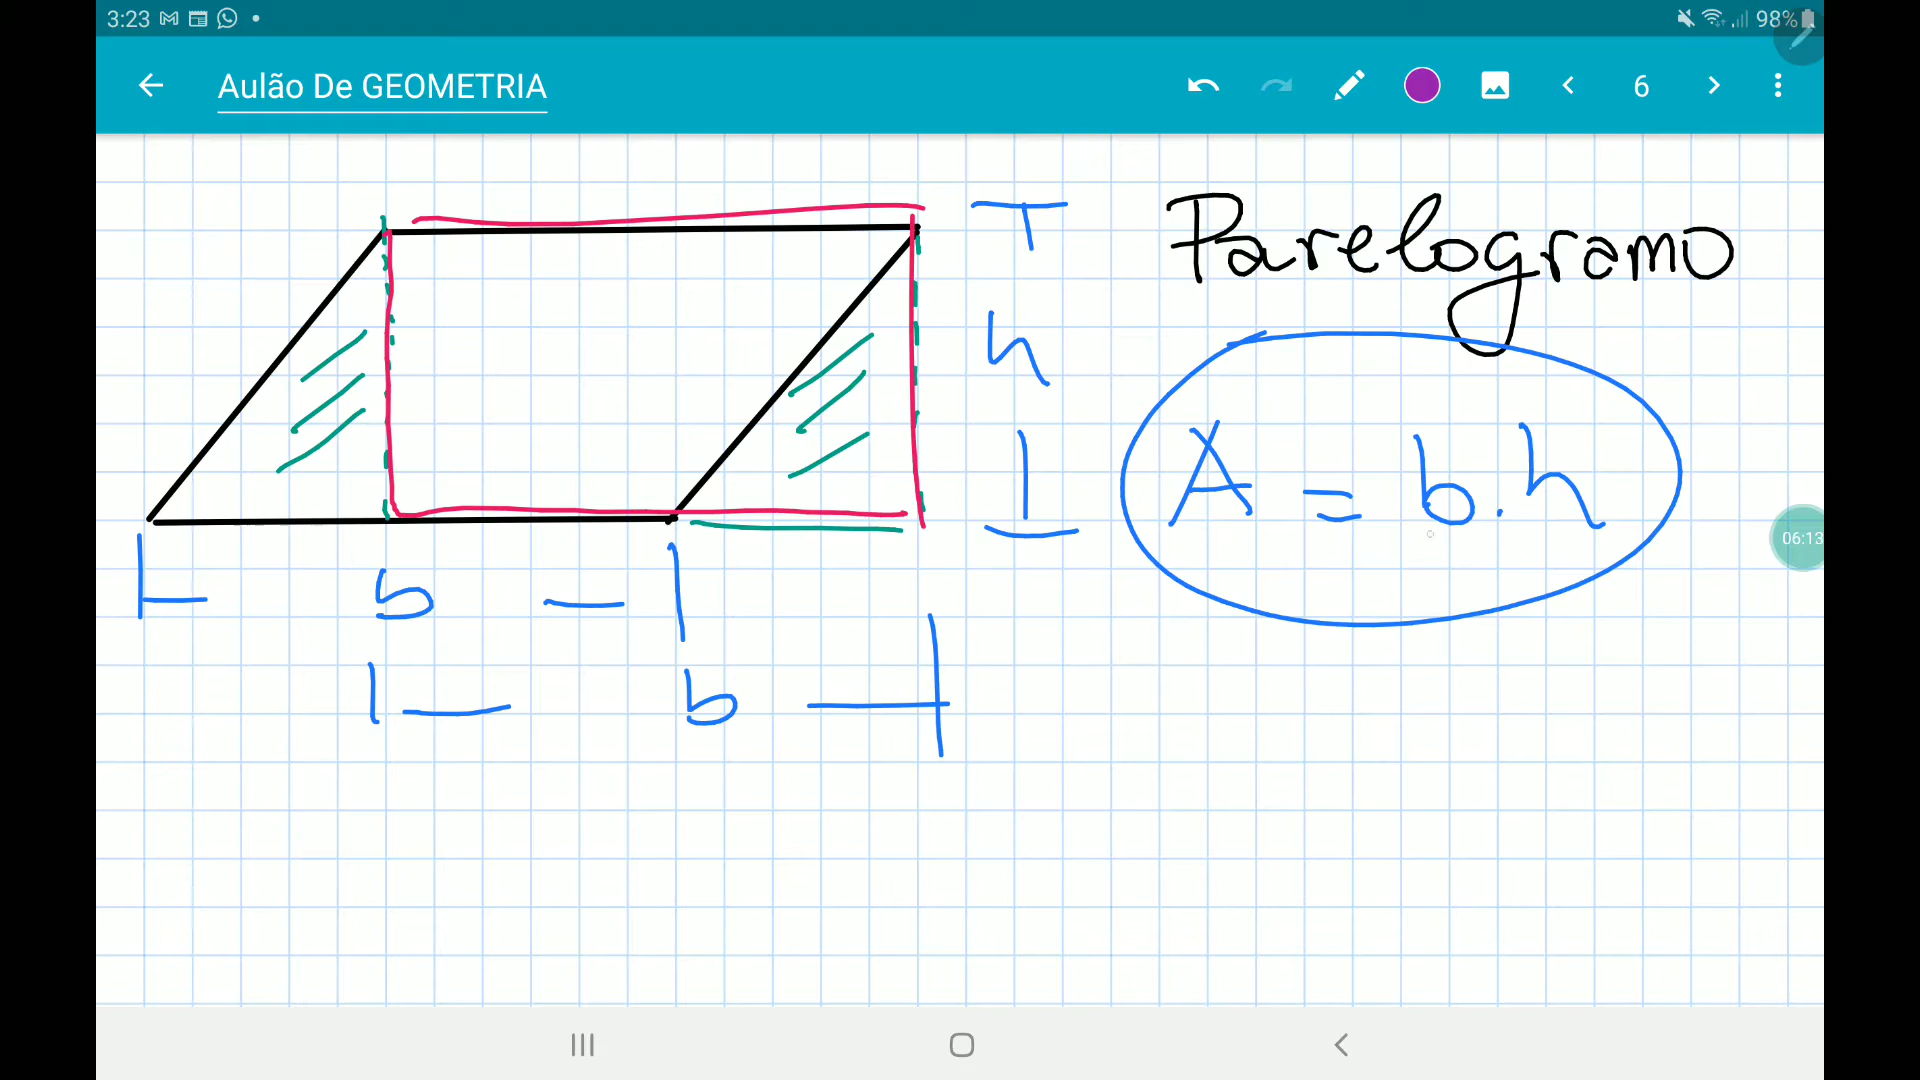 3:23 98%
Aulão De GEOMETRIA 6
Parelogramo
h
A = b.h
06:13
b
b